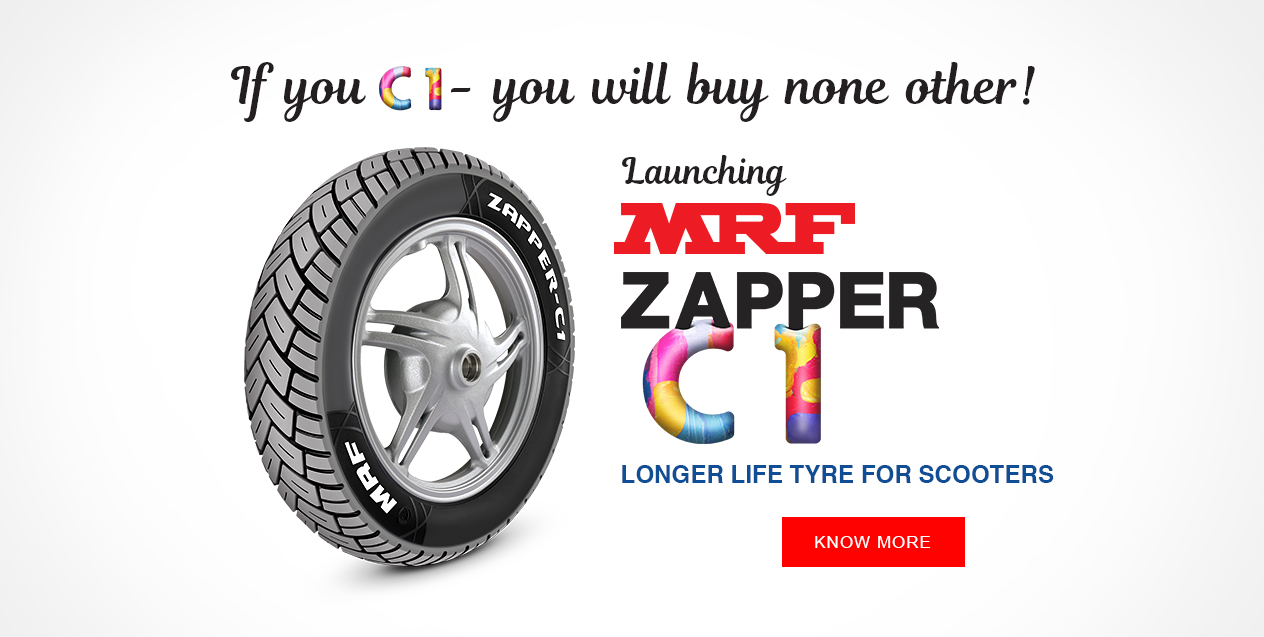 If you C1- you will buy none other!
Launching
MRF
ZAPPER
C1
LONGER LIFE TYRE FOR SCOOTERS
KNOW MORE
ZAPPER-C1
MRF